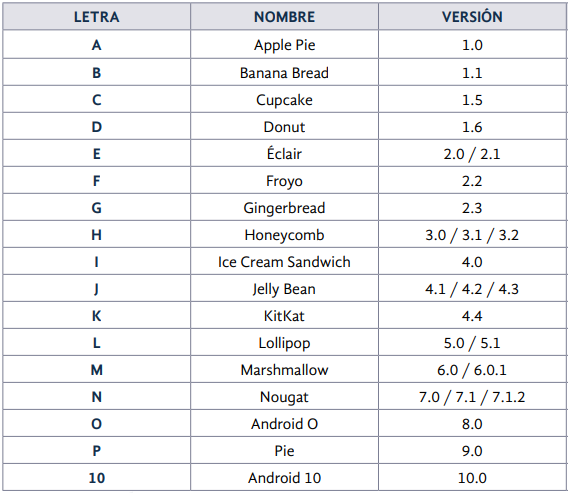 LETRA NOMBRE VERSIÓN
A Apple Pie 1.0
B Banana Bread 1.1
C Cupcake 1.5
D Donut 1.6
E Éclair 2.0 / 2.1
F Froyo 2.2
G Gingerbread 2.3
H Honeycomb 3.0 / 3.1 / 3.2
I Ice Cream Sandwich 4.0
J Jelly Bean 4.1 / 4.2 / 4.3
K KitKat 4.4
L Lollipop 5.0 / 5.1
M Marshmallow 6.0 / 6.0.1
N Nougat 7.0 / 7.1 / 7.1.2
O Android O 8.0
P Pie 9.0
10 Android 10 10.0